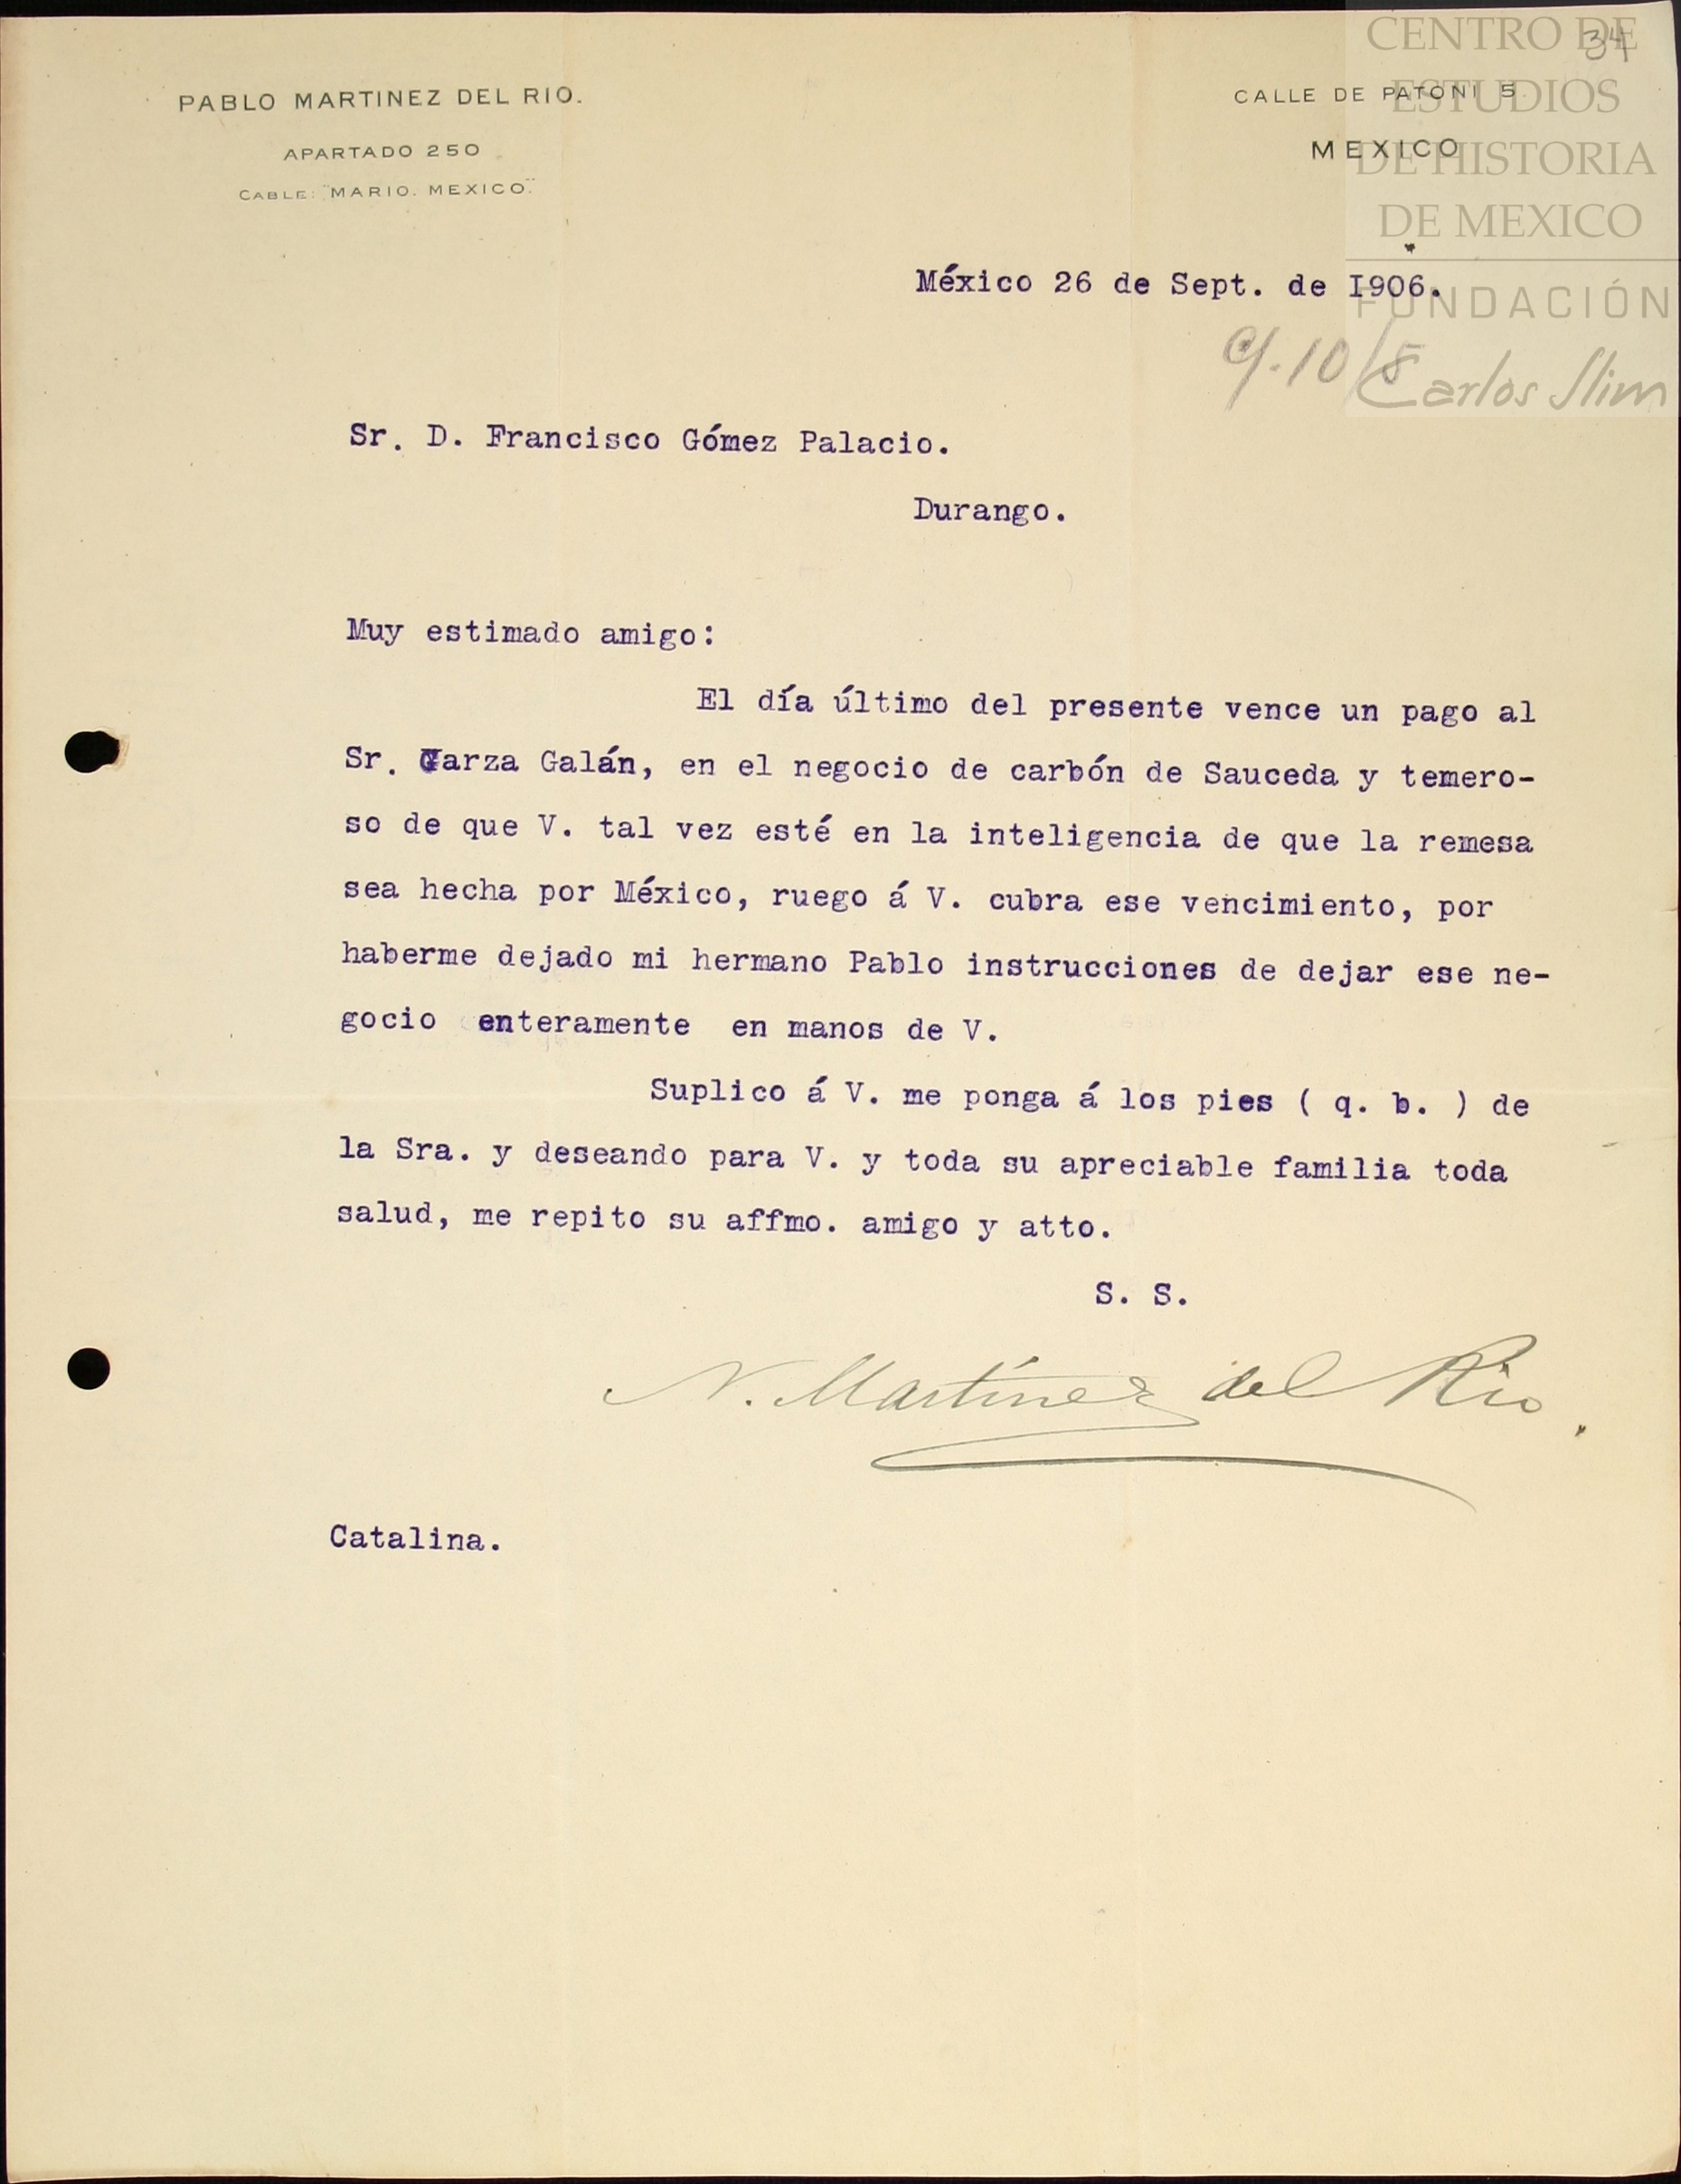 34
PABLO MARTINEZ DEL RIO.
APARTADO 250
CABLE: "MARIO. MEXICO."
CALLE DE PATONI 5.
MEXICO
CENTRO DE
ESTUDIOS
DE HISTORIA
DE MEXICO
FUNDACIÓN
Carlos Slim
México 26 de Sept. de I906.
Sr. D. Francisco Gómez Palacio.
Durango.
Muy estimado amigo:
El día último del presente vence un pago al
Sr. Garza Galán, en el negocio de carbón de Sauceda y temero-
so de que V. tal vez esté en la inteligencia de que la remesa
sea hecha por México, ruego á V. cubra ese vencimiento, por
haberme dejado mi hermano Pablo instrucciones de dejar ese ne-
gocio enteramente en manos de V.
Suplico á V. me ponga á los pies ( q. b. ) de
la Sra. y deseando para V. y toda su apreciable familia toda
salud, me repito su affmo. amigo y atto.
S. S.
N. Martínez del Rio.
Catalina.